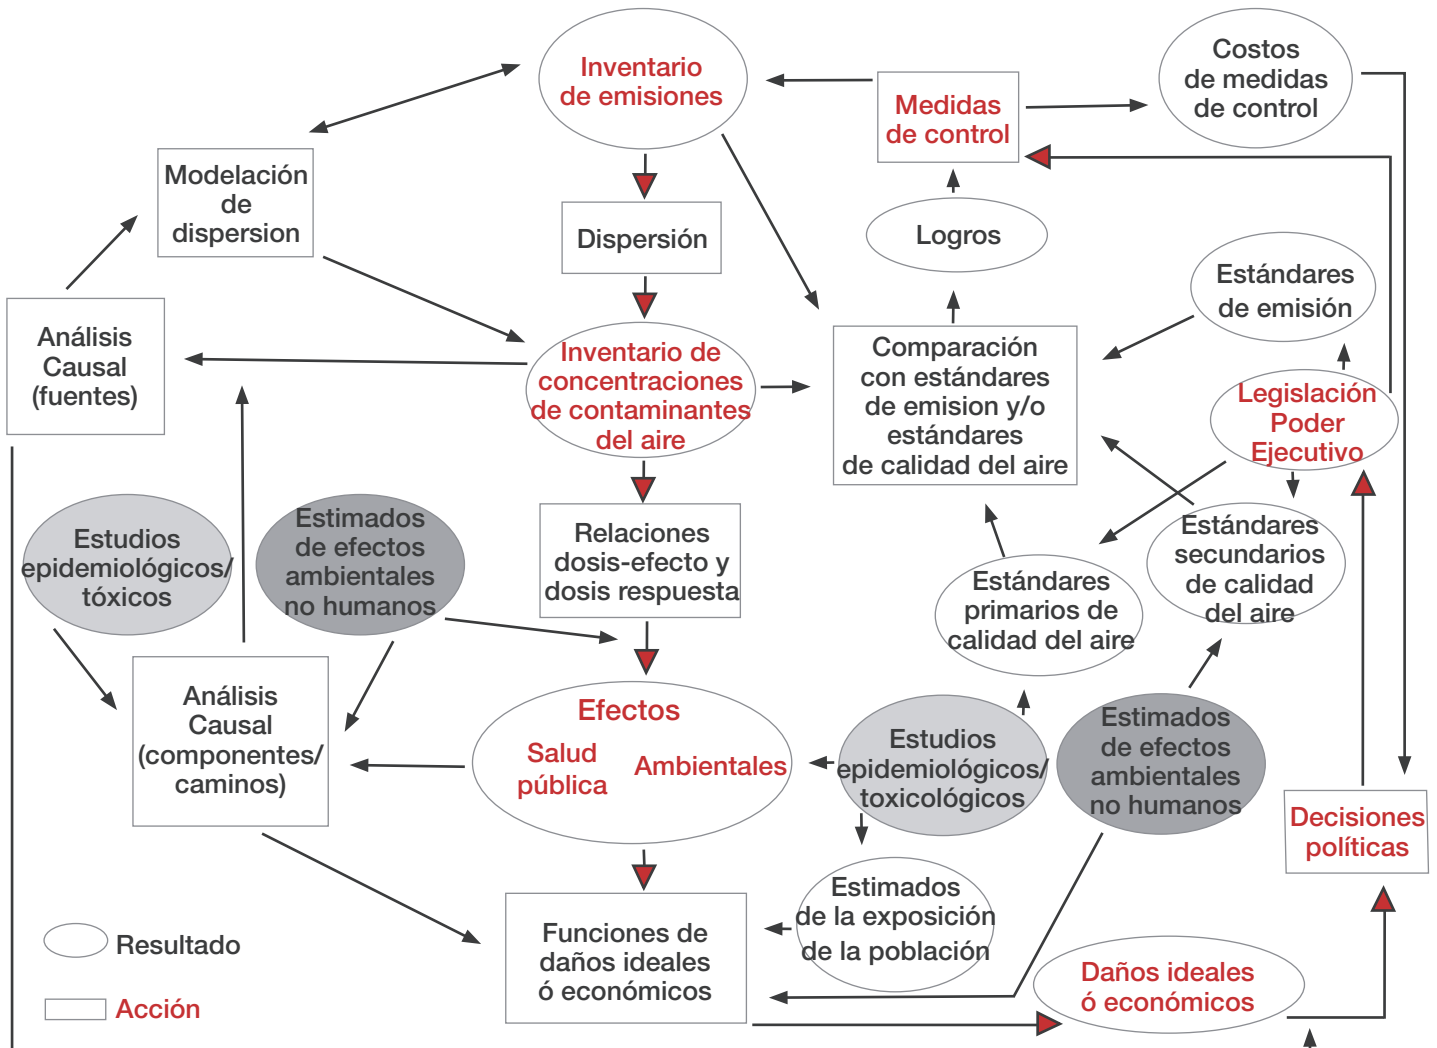 Inventario
de emisiones
Medidas
de control
Costos
de medidas
de control
Modelación
de
dispersion
Dispersión
Logros
Estándares
de emisión
Análisis
Causal
(fuentes)
Inventario de
concentraciones
de contaminantes
del aire
Comparación
con estándares
de emision y/o
estándares
de calidad del aire
Legislación
Poder
Ejecutivo
Estudios
epidemiológicos/
tóxicos
Estimados
de efectos
ambientales
no humanos
Relaciones
dosis-efecto y
dosis respuesta
Estándares
primarios de
calidad del aire
Estándares
secundarios
de calidad
del aire
Análisis
Causal
(componentes/
caminos)
Efectos
Salud
pública
Ambientales
Estudios
epidemiológicos/
toxicológicos
Estimados
de efectos
ambientales
no humanos
Decisiones
políticas
Funciones de
daños ideales
ó económicos
Estimados
de la exposición
de la población
Daños ideales
ó económicos
Resultado
Acción